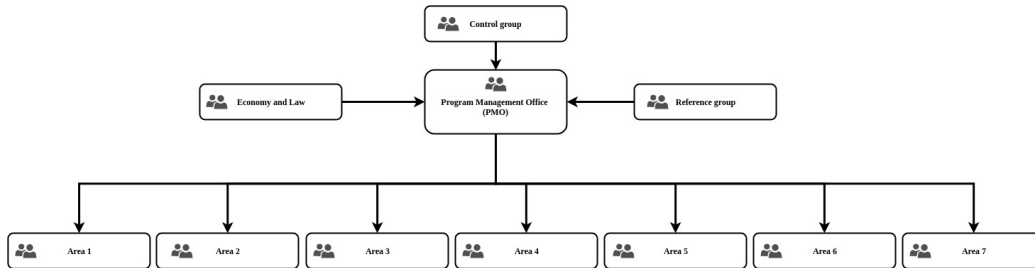 Control group
Economy and Law
Program Management Office
(PMO)
Reference group
Area 1
Area 2
Area 3
Area 4
Area 5
Area 6
Area 7